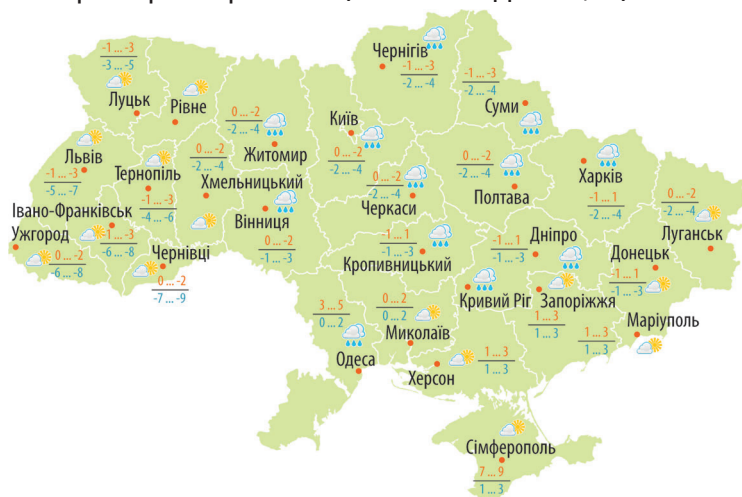 Чернігів
-1 ... -3
-2 ... -4
-1 ... -3
-3 ... -5
Луцьк
Рівне
-1 ... -3
-2 ... -4
Суми
0 ... -2
-2 ... -4
Житомир
Київ
0 ... -2
-2 ... -4
Львів
-1 ... -3
-5 ... -7
Тернопіль
-1 ... -3
-4 ... -6
0 ... -2
-2 ... -4
Хмельницький
Вінниця
0 ... -2
-1 ... -3
0 ... -2
-2 ... -4
Черкаси
0 ... -2
-2 ... -4
Полтава
Харків
-1 ... 1
-2 ... -4
0 ... -2
-2 ... -4
Луганськ
Івано-Франківськ
-1 ... -3
-6 ... -8
Ужгород
0 ... -2
-6 ... -8
Чернівці
0 ... -2
-7 ... -9
-1 ... 1
-1 ... -3
Кропивницький
-1 ... 1
-1 ... -3
Дніпро
Донецьк
-1 ... 1
-1 ... -3
Кривий Ріг
Запоріжжя
1 ... 3
1 ... 3
Маріуполь
1 ... 3
1 ... 3
3 ... 5
0 ... 2
Одеса
0 ... 2
0 ... 2
Миколаїв
Херсон
1 ... 3
1 ... 3
Сімферополь
7 ... 9
1 ... 3